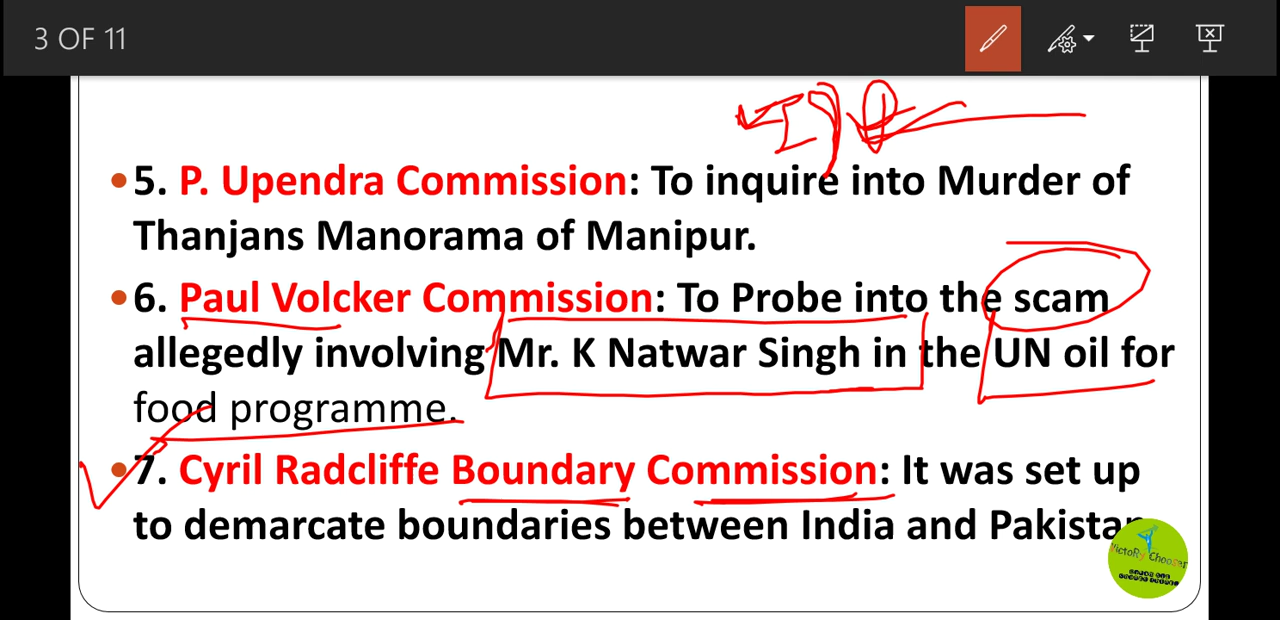 3 OF 11
•5. P. Upendra Commission: To inquire into Murder of
Thanjans Manorama of Manipur.
•6. Paul Volcker Commission: To Probe into the scam
allegedly involving Mr. K Natwar Singh in the UN oil for
food programme.
•7. Cyril Radcliffe Boundary Commission: It was set up
to demarcate boundaries between India and Pakistan
VictoRy Chooser